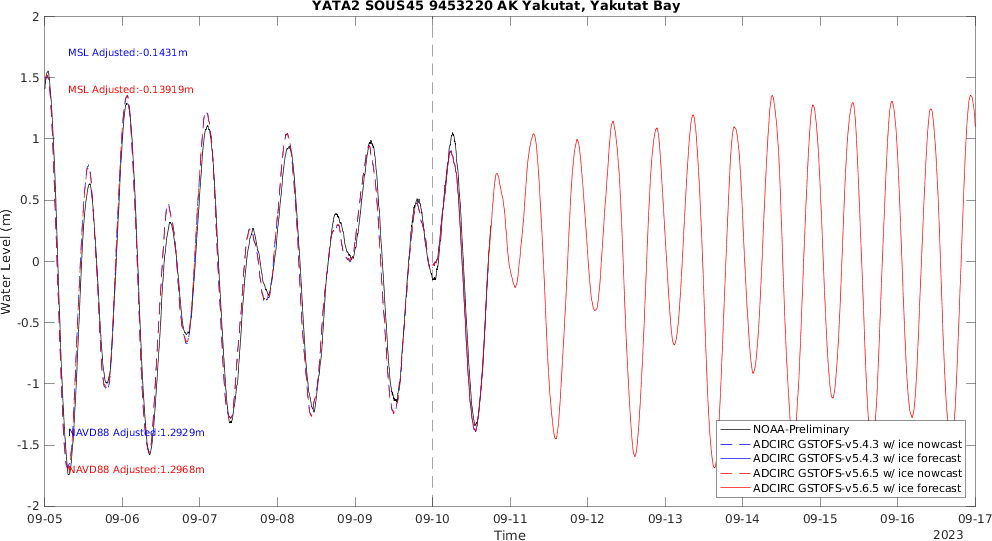 YATA2 SOUS45 9453220 AK Yakutat, Yakutat Bay
2
1.5
1
0.5
0
-0.5
-1
-1.5
-2
Water Level (m)
MSL Adjusted:-0.1431m
MSL Adjusted:-0.13919m
NAVD88 Adjusted:1.2929m
NAVD88 Adjusted:1.2968m
NOAA-Preliminary
ADCIRC GSTOFS-v5.4.3 w/ ice nowcast
ADCIRC GSTOFS-v5.4.3 w/ ice forecast
ADCIRC GSTOFS-v5.6.5 w/ ice nowcast
ADCIRC GSTOFS-v5.6.5 w/ ice forecast
09-05 09-06 09-07 09-08 09-09 09-10 09-11 09-12 09-13 09-14 09-15 09-16 09-17
Time
2023